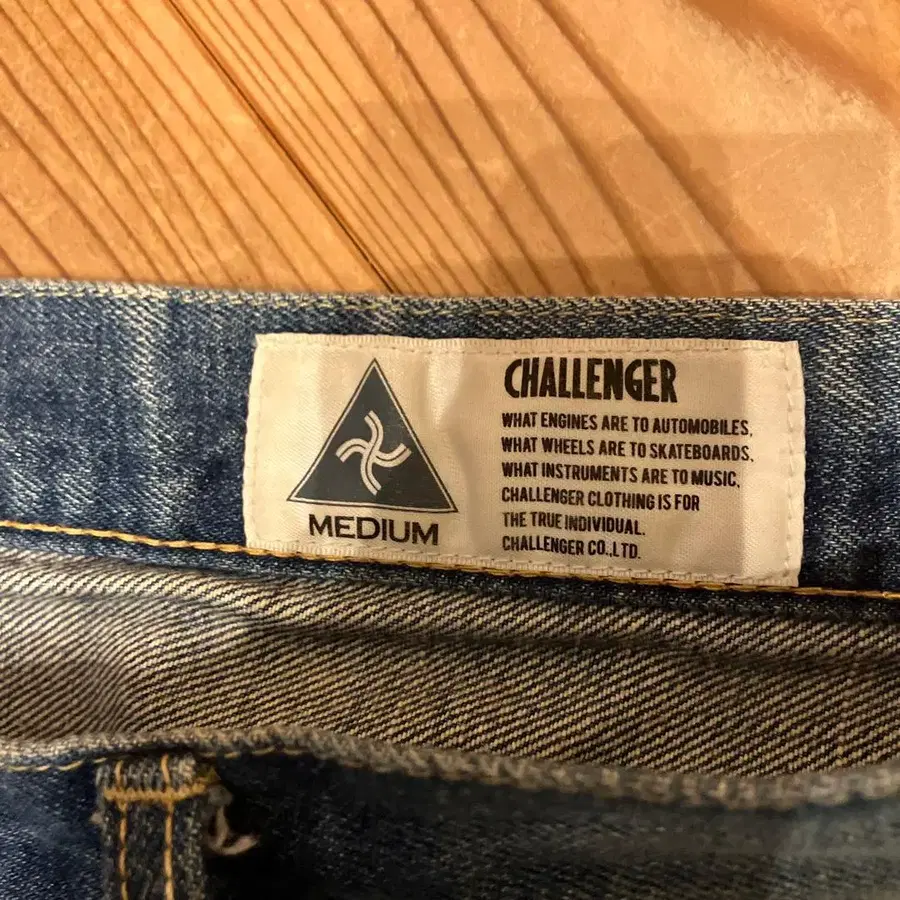 MEDIUM
CHALLENGER
WHAT ENGINES ARE TO AUTOMOBILES,
WHAT WHEELS ARE TO SKATEBOARDS,
WHAT INSTRUMENTS ARE TO MUSIC,
CHALLENGER CLOTHING IS FOR
THE TRUE INDIVIDUAL.
CHALLENGER CO.,LTD.